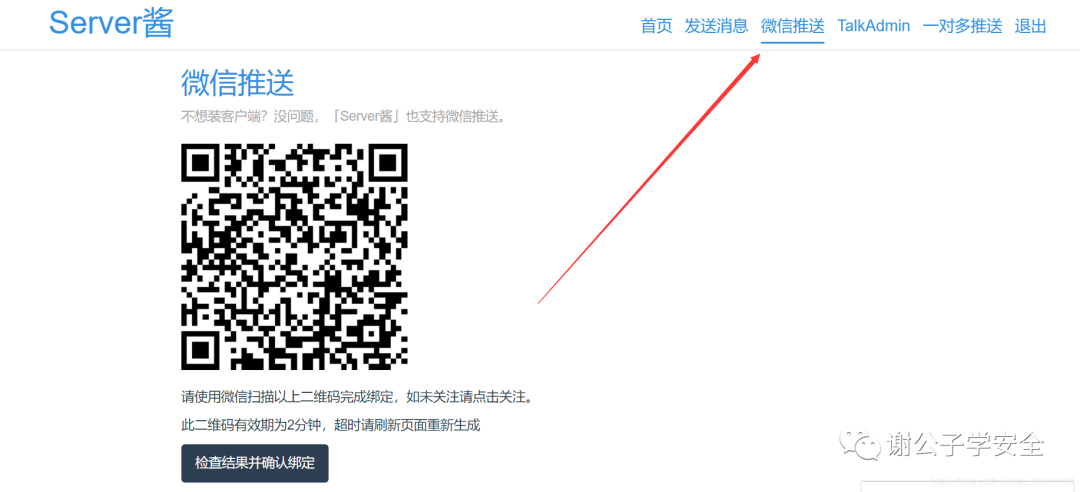 Server酱
首页 发送消息 微信推送 TalkAdmin 一对多推送 退出
微信推送
不想装客户端？没问题，「Server酱」也支持微信推送。
请使用微信扫描以上二维码完成绑定，如未关注请点击关注。
此二维码有效期为2分钟，超时请刷新页面重新生成
检查结果并确认绑定
谢公子学安全